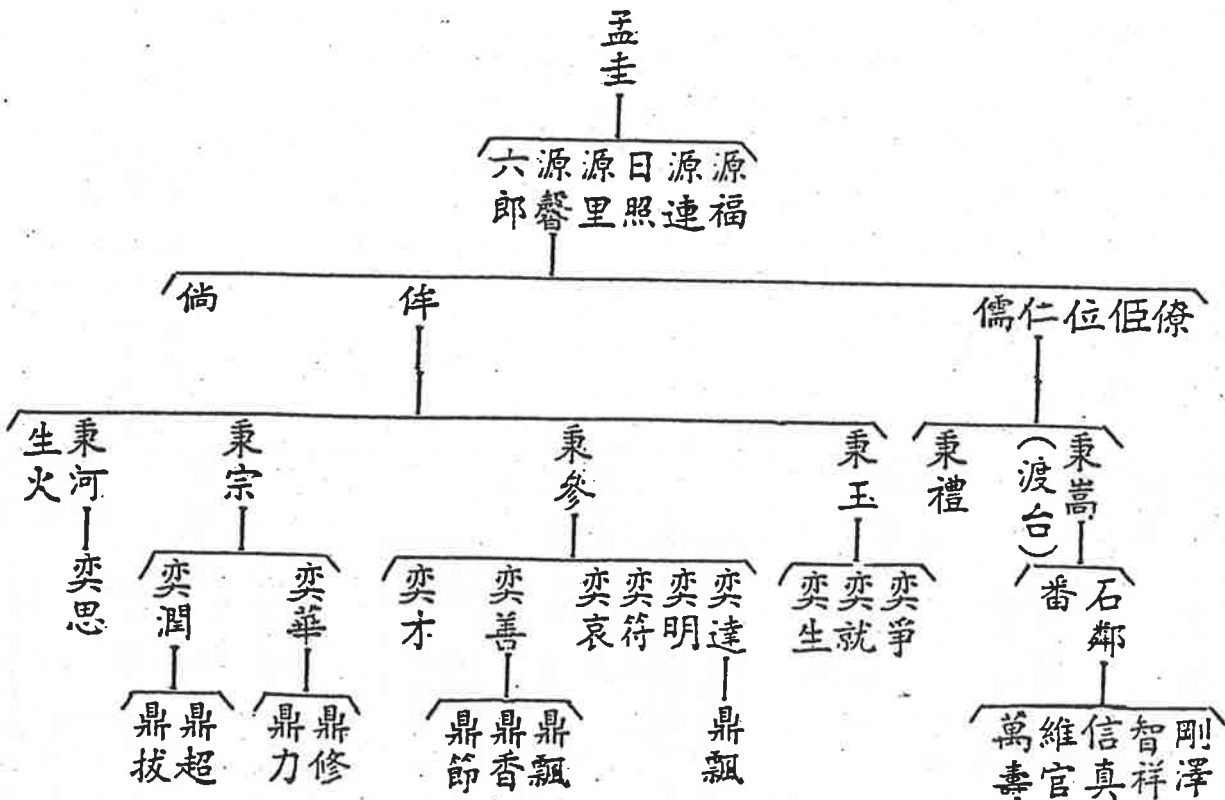 孟圭
源福
源連
日照
源里
源馨
六郎
僚
佢
位
仁
儒
侔
倘
秉嵩
(渡台)
秉禮
秉玉
秉參
秉宗
秉河
生火
石鄰
番
奕爭
奕就
奕生
奕達
奕明
奕符
奕哀
奕善
奕才
奕華
奕潤
奕思
剛澤
智祥
信真
維官
萬壽
鼎飄
鼎飄
鼎香
鼎節
鼎修
鼎力
鼎超
鼎拔